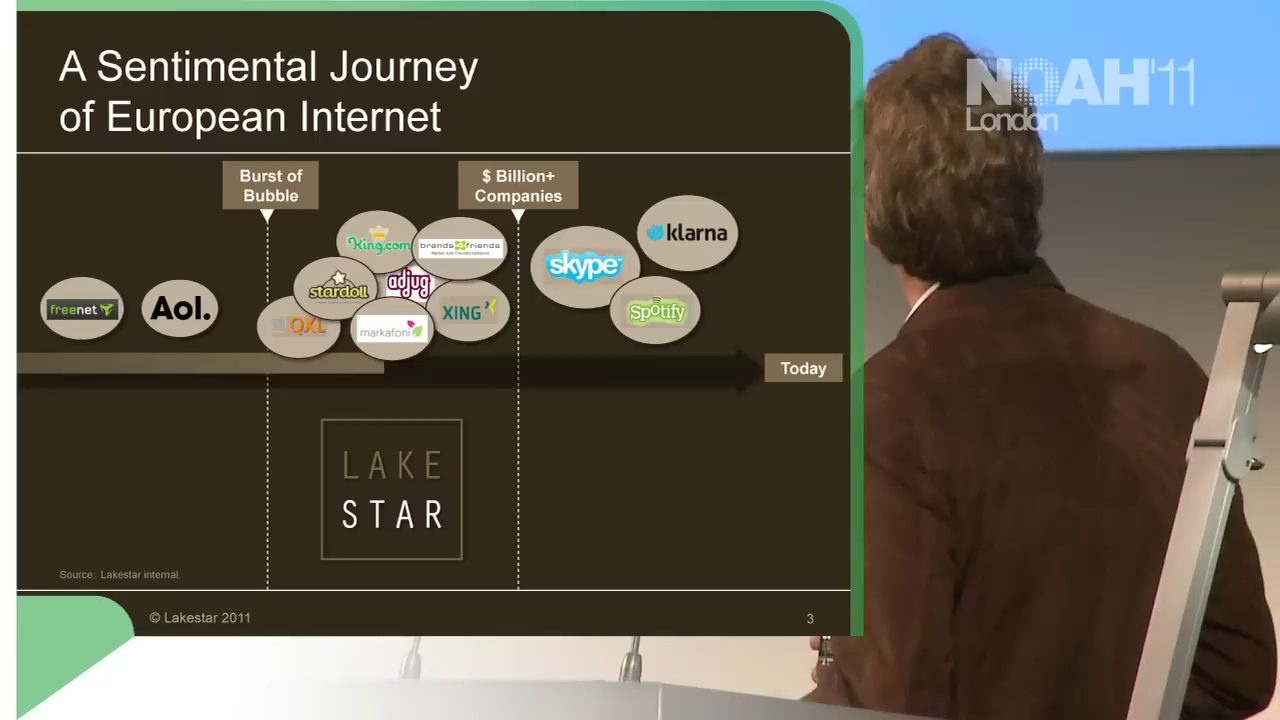 A Sentimental Journey
of European Internet
NOAH'11
London
Burst of
Bubble
$ Billion+
Companies
King.com
brands4friends
klarna
skype
stardoll
adjug
freenet
Aol.
QXL
markafoni
XING
Spotify
Today
LAKE
STAR
Source: Lakestar internal.
© Lakestar 2011
3